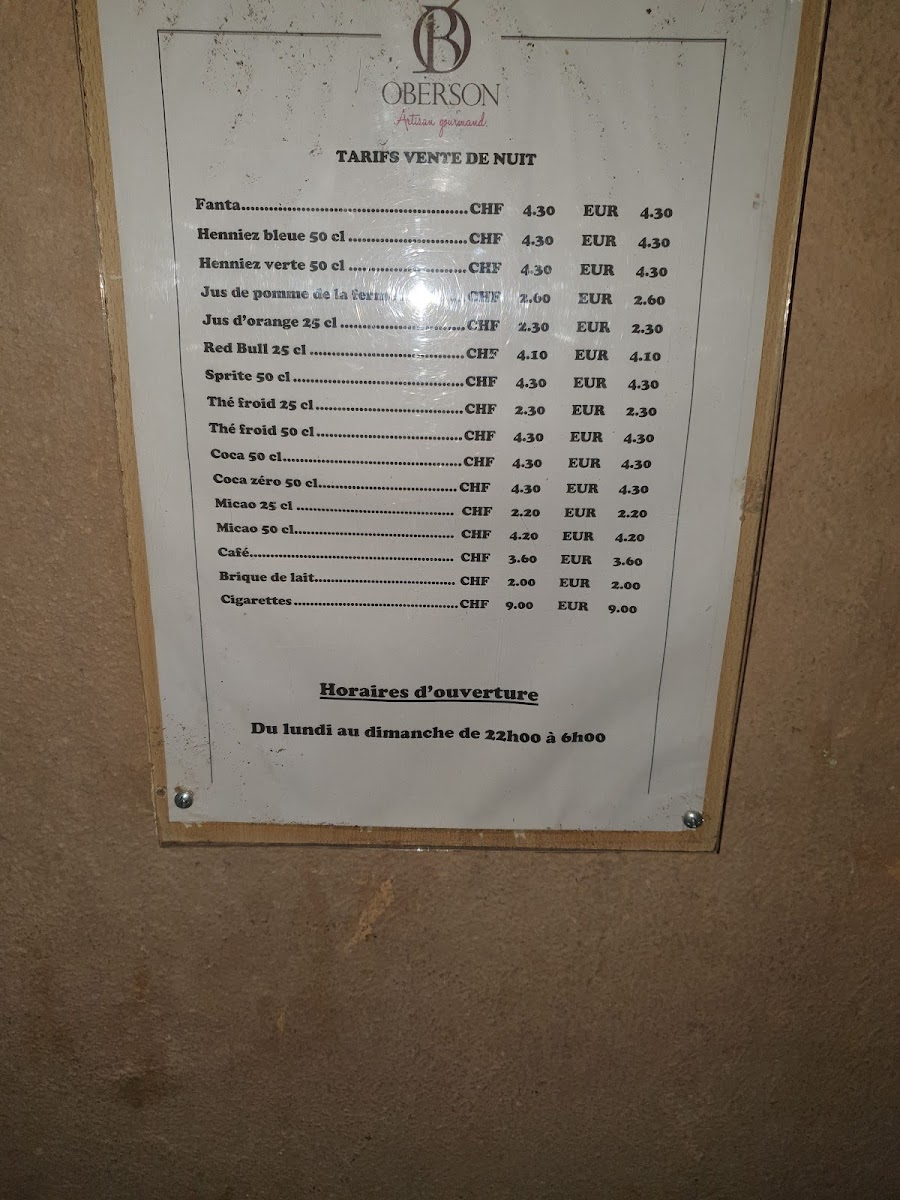 OB
OBERSON
Artisan gourmand.
TARIFS VENTE DE NUIT
Fanta................................................CHF 4.30 EUR 4.30
Henniez bleue 50 cl .........................CHF 4.30 EUR 4.30
Henniez verte 50 cl .........................CHF 4.30 EUR 4.30
Jus de pomme de la ... CHF 2.60 EUR 2.60
Jus d'orange 25 cl ..........................CHF 2.30 EUR 2.30
Red Bull 25 cl .................................CHF 4.10 EUR 4.10
Sprite 50 cl.....................................CHF 4.30 EUR 4.30
Thé froid 25 cl................................CHF 2.30 EUR 2.30
Thé froid 50 cl................................CHF 4.30 EUR 4.30
Coca 50 cl.......................................CHF 4.30 EUR 4.30
Coca zéro 50 cl..............................CHF 4.30 EUR 4.30
Micao 25 cl .................................. CHF 2.20 EUR 2.20
Micao 50 cl................................... CHF 4.20 EUR 4.20
Café............................................. CHF 3.60 EUR 3.60
Brique de lait............................... CHF 2.00 EUR 2.00
Cigarettes....................................CHF 9.00 EUR 9.00
Horaires d'ouverture
Du lundi au dimanche de 22h00 à 6h00